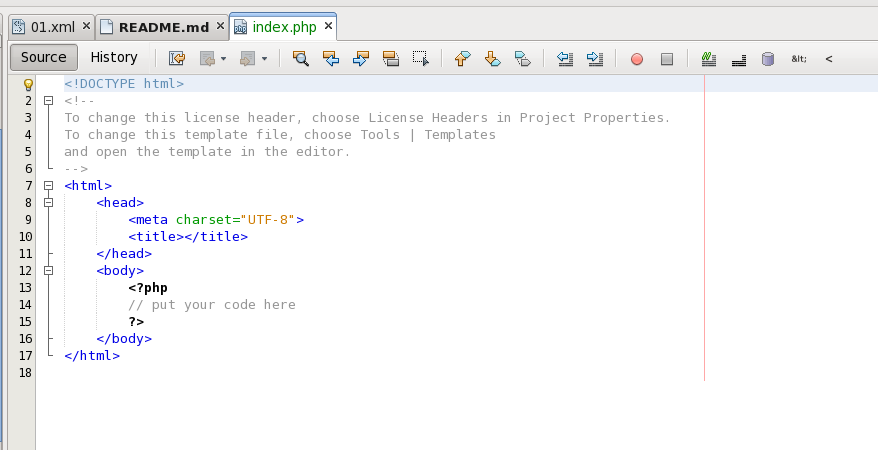 01.xml README.md index.php
Source History &lt; <
<!DOCTYPE html>
2 <!--
3 To change this license header, choose License Headers in Project Properties.
4 To change this template file, choose Tools | Templates
5 and open the template in the editor.
6 -->
7 <html>
8 <head>
9 <meta charset="UTF-8">
10 <title></title>
11 </head>
12 <body>
13 <?php
14 // put your code here
15 ?>
16 </body>
17 </html>
18